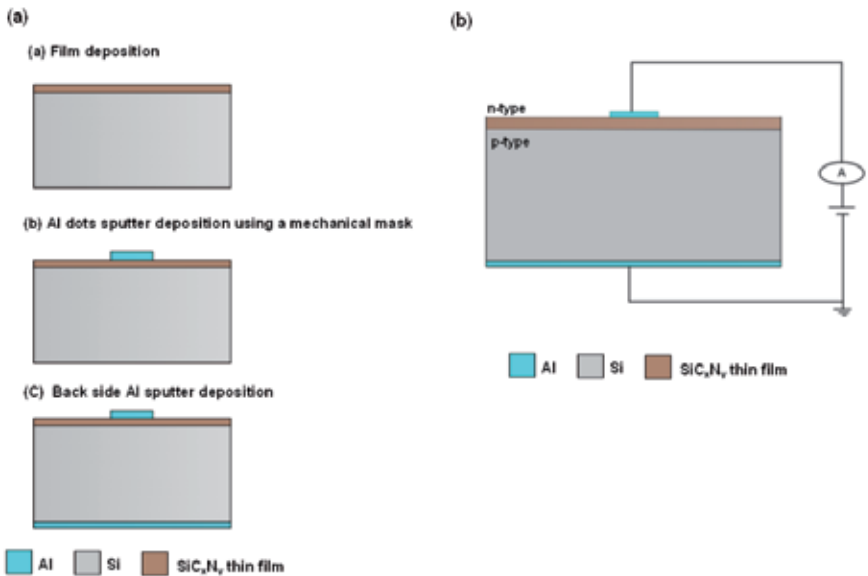 (a)
(a) Film deposition
(b) Al dots sputter deposition using a mechanical mask
(C) Back side Al sputter deposition
Al Si SiCxNy thin film
(b)
n-type
p-type
A
Al Si SiCxNy thin film